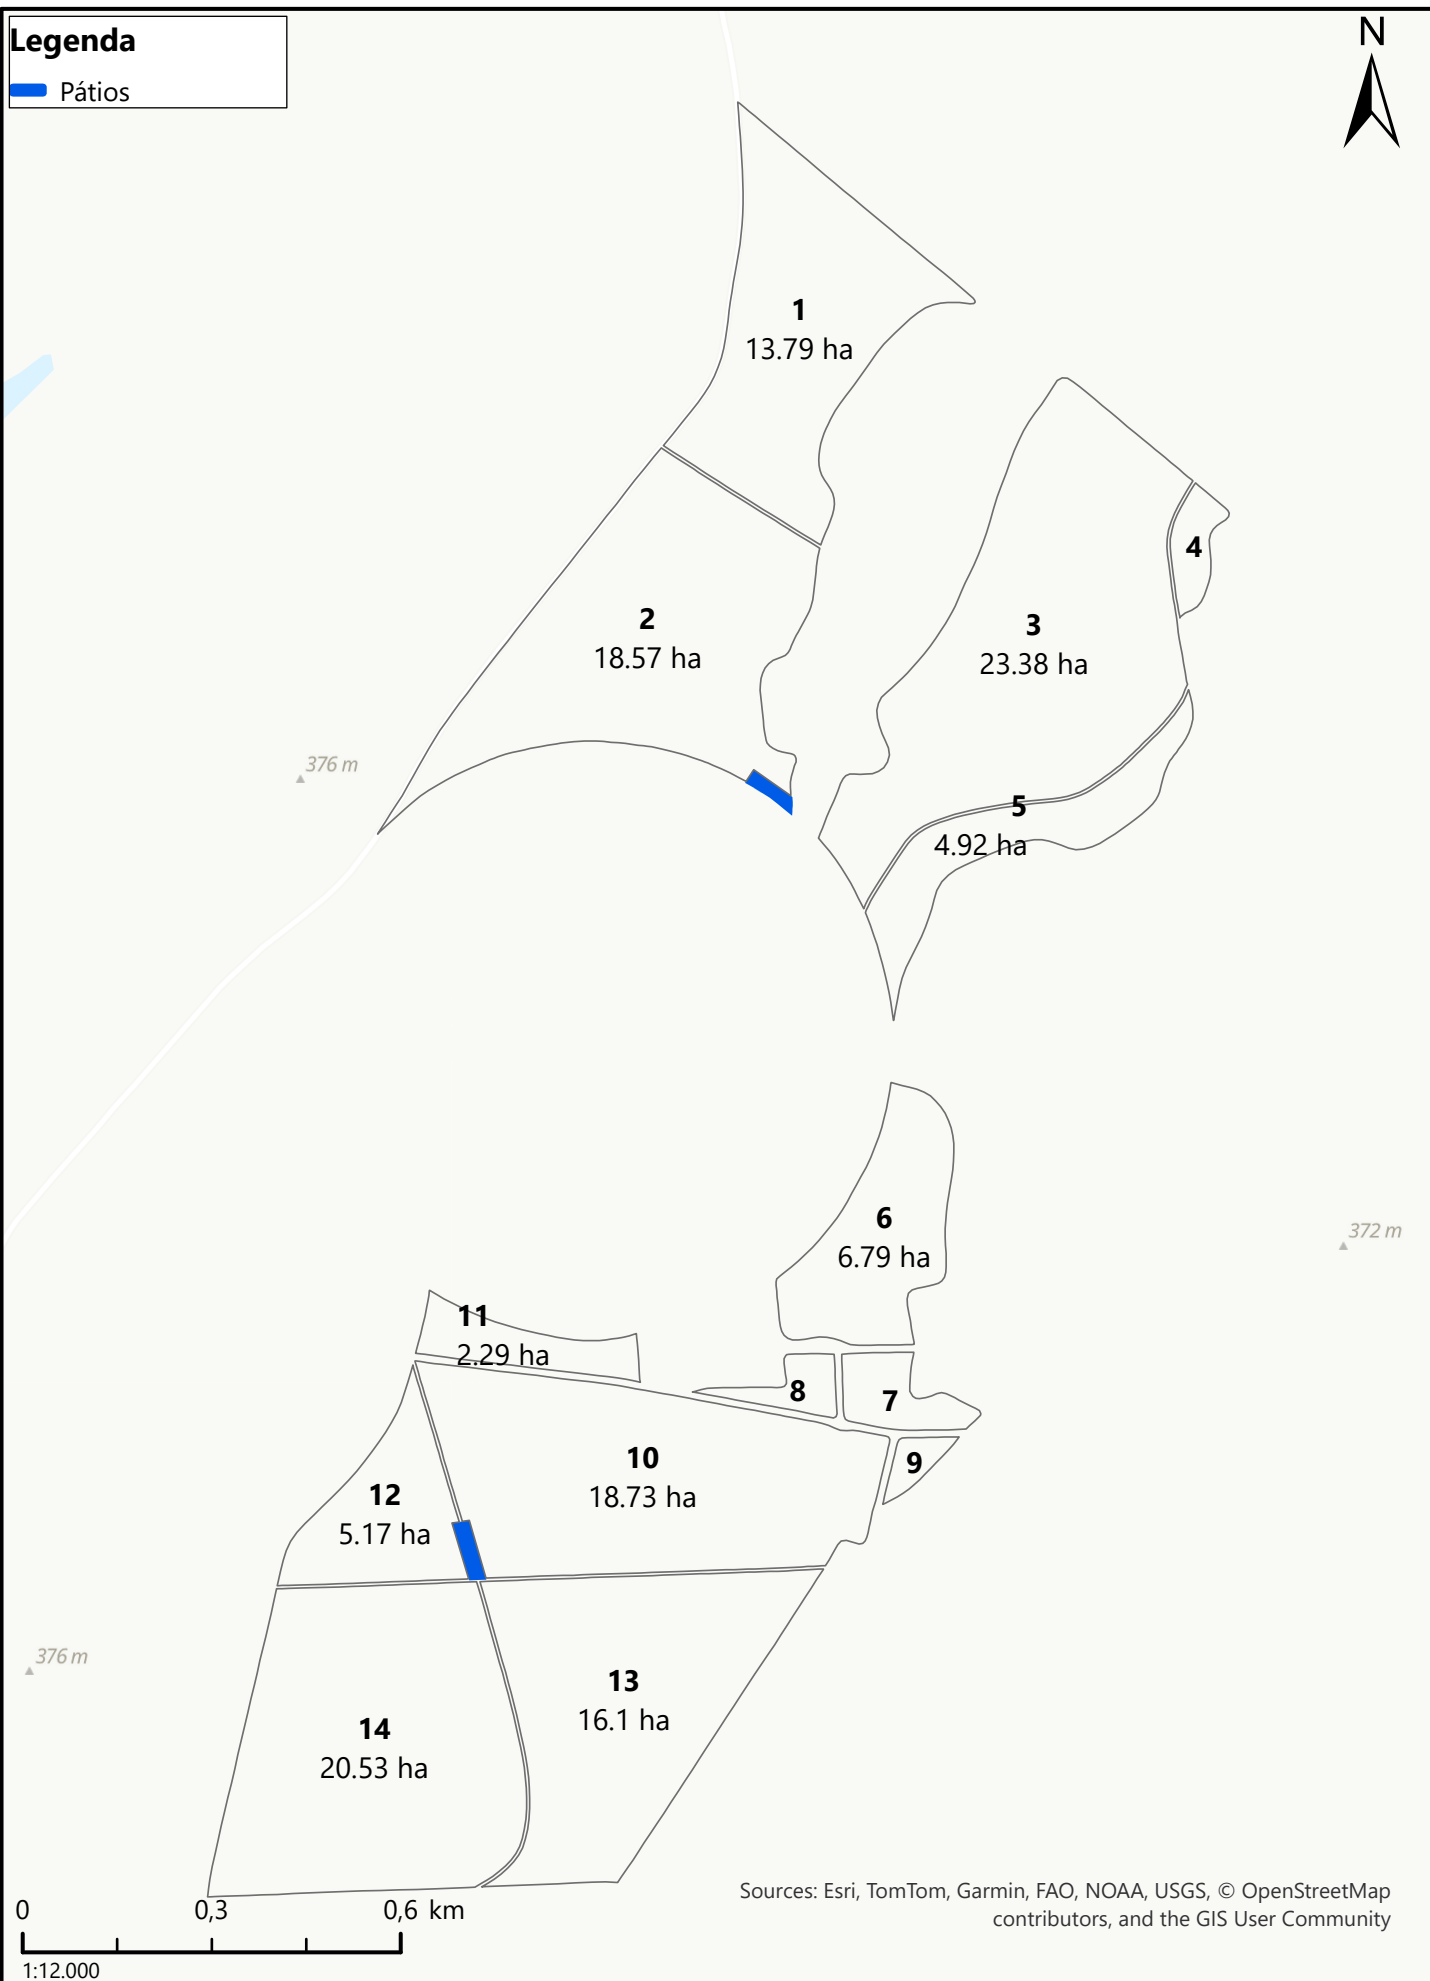 Legenda
Pátios
N
1
13.79 ha
2
18.57 ha
3
23.38 ha
4
376 m
5
4.92 ha
6
6.79 ha
372 m
11
2.29 ha
8
7
10
18.73 ha
9
12
5.17 ha
376 m
13
16.1 ha
14
20.53 ha
Sources: Esri, TomTom, Garmin, FAO, NOAA, USGS, © OpenStreetMap
contributors, and the GIS User Community
0 0,3 0,6 km
1:12.000